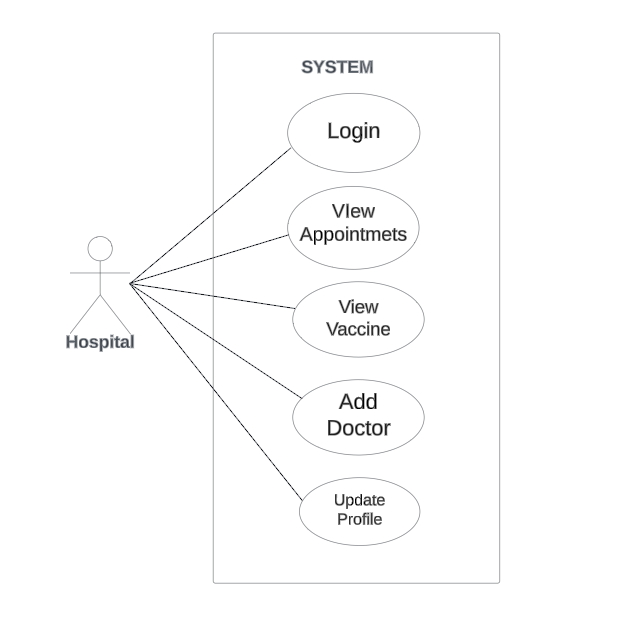 SYSTEM
Login
VIew
Appointmets
View
Vaccine
Hospital
Add
Doctor
Update
Profile